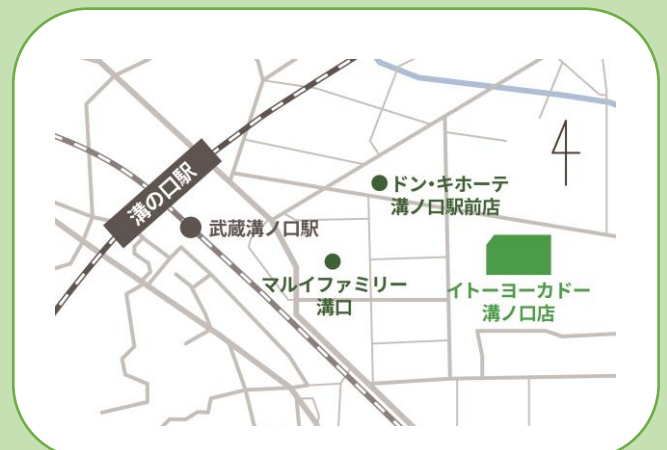 溝の口駅
武蔵溝ノ口駅
ドン・キホーテ
溝ノ口駅前店
マルイファミリー
溝口
イトーヨーカドー
溝ノ口店